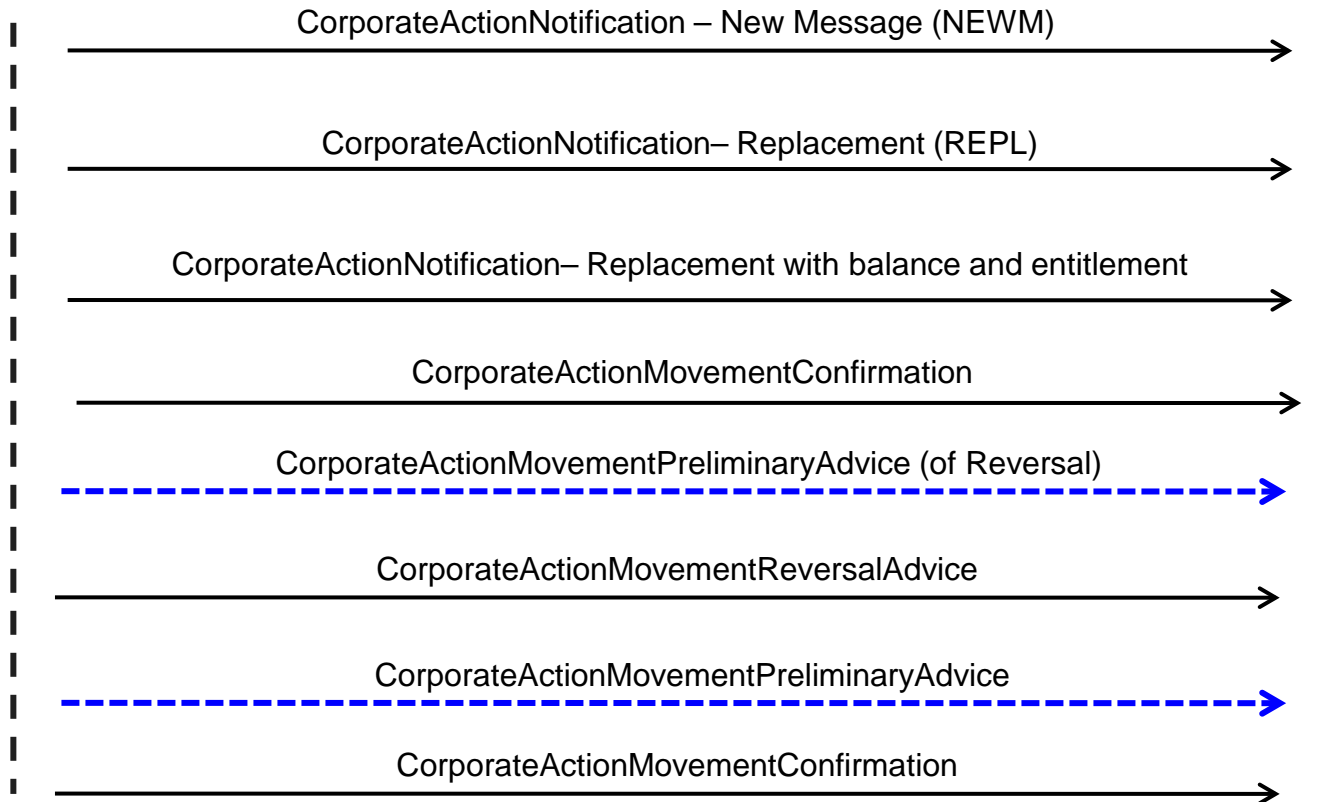 CorporateActionNotification – New Message (NEWM)
CorporateActionNotification– Replacement (REPL)
CorporateActionNotification– Replacement with balance and entitlement
CorporateActionMovementConfirmation
CorporateActionMovementPreliminaryAdvice (of Reversal)
CorporateActionMovementReversalAdvice
CorporateActionMovementPreliminaryAdvice
CorporateActionMovementConfirmation